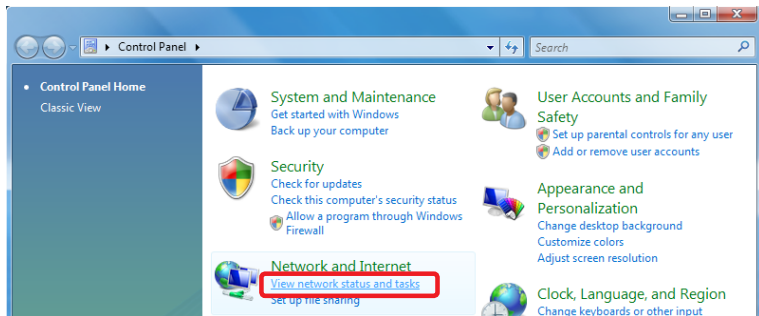 Control Panel
Search
Control Panel Home
Classic View
System and Maintenance
Get started with Windows
Back up your computer
Security
Check for updates
Check this computer's security status
Allow a program through Windows
Firewall
Network and Internet
View network status and tasks
Set up file sharing
User Accounts and Family
Safety
Set up parental controls for any user
Add or remove user accounts
Appearance and
Personalization
Change desktop background
Customize colors
Adjust screen resolution
Clock, Language, and Region
Change keyboards or other input